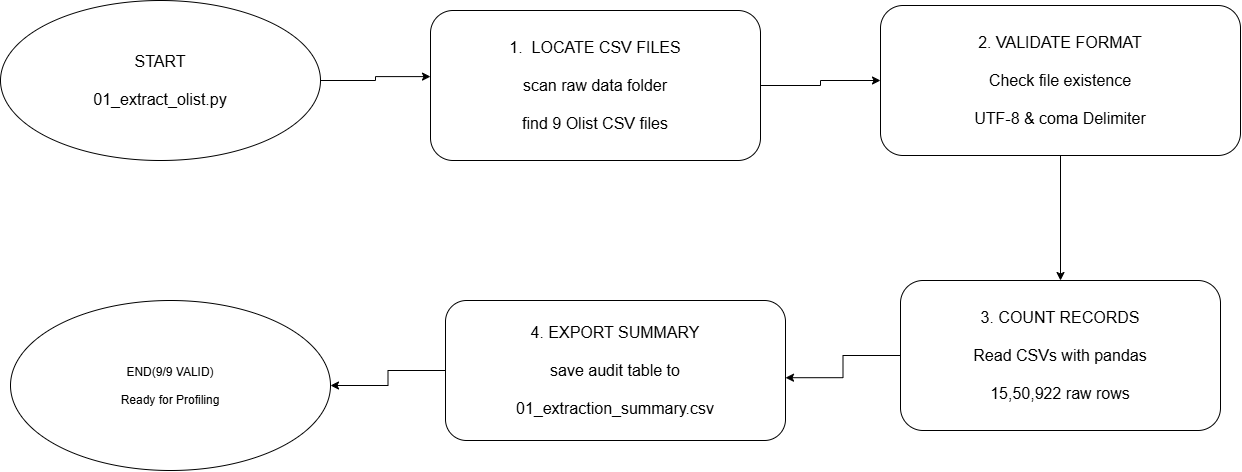 START
01_extract_olist.py
1. LOCATE CSV FILES
scan raw data folder
find 9 Olist CSV files
2. VALIDATE FORMAT
Check file existence
UTF-8 & coma Delimiter
3. COUNT RECORDS
Read CSVs with pandas
15,50,922 raw rows
4. EXPORT SUMMARY
save audit table to
01_extraction_summary.csv
END(9/9 VALID)
Ready for Profiling